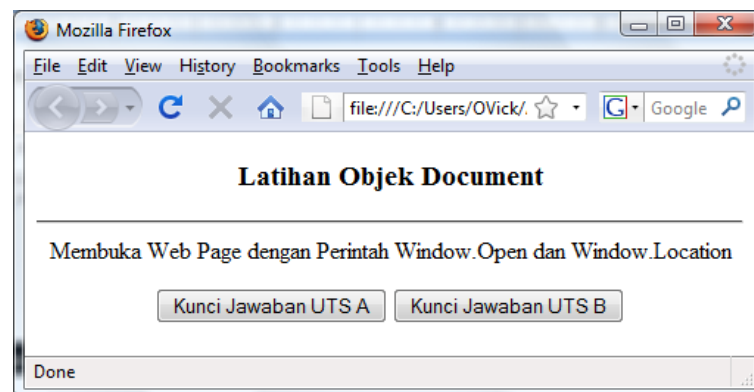 Mozilla Firefox
File Edit View History Bookmarks Tools Help
file:///C:/Users/OVick/. G Google
Latihan Objek Document
Membuka Web Page dengan Perintah Window.Open dan Window.Location
Kunci Jawaban UTS A Kunci Jawaban UTS B
Done